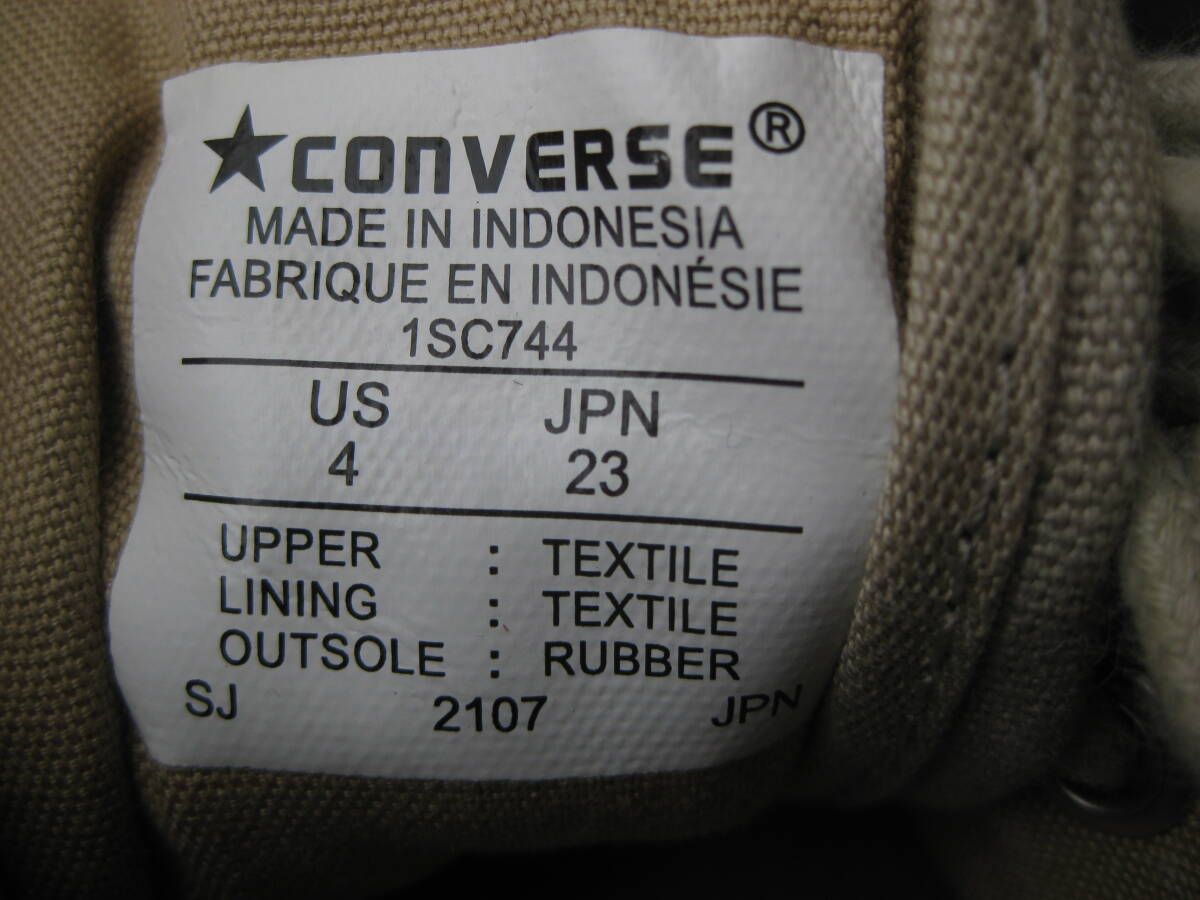 ★CONVERSE®
MADE IN INDONESIA
FABRIQUE EN INDONÉSIE
1SC744
US JPN
4 23
UPPER : TEXTILE
LINING : TEXTILE
OUTSOLE : RUBBER
SJ 2107 JPN